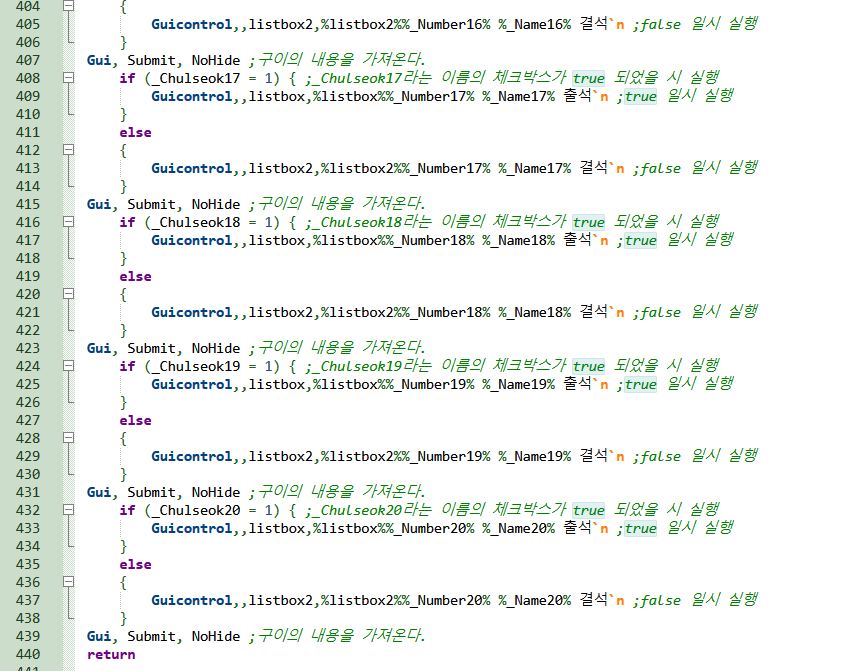 404 {
405 Guicontrol,,listbox2,%listbox2%%_Number16% %_Name16% 결석`n ;false 일시 실행
406 }
407 Gui, Submit, NoHide ;구이의 내용을 가져온다.
408 if (_Chulseok17 = 1) { ;_Chulseok17라는 이름의 체크박스가 true 되었을 시 실행
409 Guicontrol,,listbox,%listbox%%_Number17% %_Name17% 출석`n ;true 일시 실행
410 }
411 else
412 {
413 Guicontrol,,listbox2,%listbox2%%_Number17% %_Name17% 결석`n ;false 일시 실행
414 }
415 Gui, Submit, NoHide ;구이의 내용을 가져온다.
416 if (_Chulseok18 = 1) { ;_Chulseok18라는 이름의 체크박스가 true 되었을 시 실행
417 Guicontrol,,listbox,%listbox%%_Number18% %_Name18% 출석`n ;true 일시 실행
418 }
419 else
420 {
421 Guicontrol,,listbox2,%listbox2%%_Number18% %_Name18% 결석`n ;false 일시 실행
422 }
423 Gui, Submit, NoHide ;구이의 내용을 가져온다.
424 if (_Chulseok19 = 1) { ;_Chulseok19라는 이름의 체크박스가 true 되었을 시 실행
425 Guicontrol,,listbox,%listbox%%_Number19% %_Name19% 출석`n ;true 일시 실행
426 }
427 else
428 {
429 Guicontrol,,listbox2,%listbox2%%_Number19% %_Name19% 결석`n ;false 일시 실행
430 }
431 Gui, Submit, NoHide ;구이의 내용을 가져온다.
432 if (_Chulseok20 = 1) { ;_Chulseok20라는 이름의 체크박스가 true 되었을 시 실행
433 Guicontrol,,listbox,%listbox%%_Number20% %_Name20% 출석`n ;true 일시 실행
434 }
435 else
436 {
437 Guicontrol,,listbox2,%listbox2%%_Number20% %_Name20% 결석`n ;false 일시 실행
438 }
439 Gui, Submit, NoHide ;구이의 내용을 가져온다.
440 return